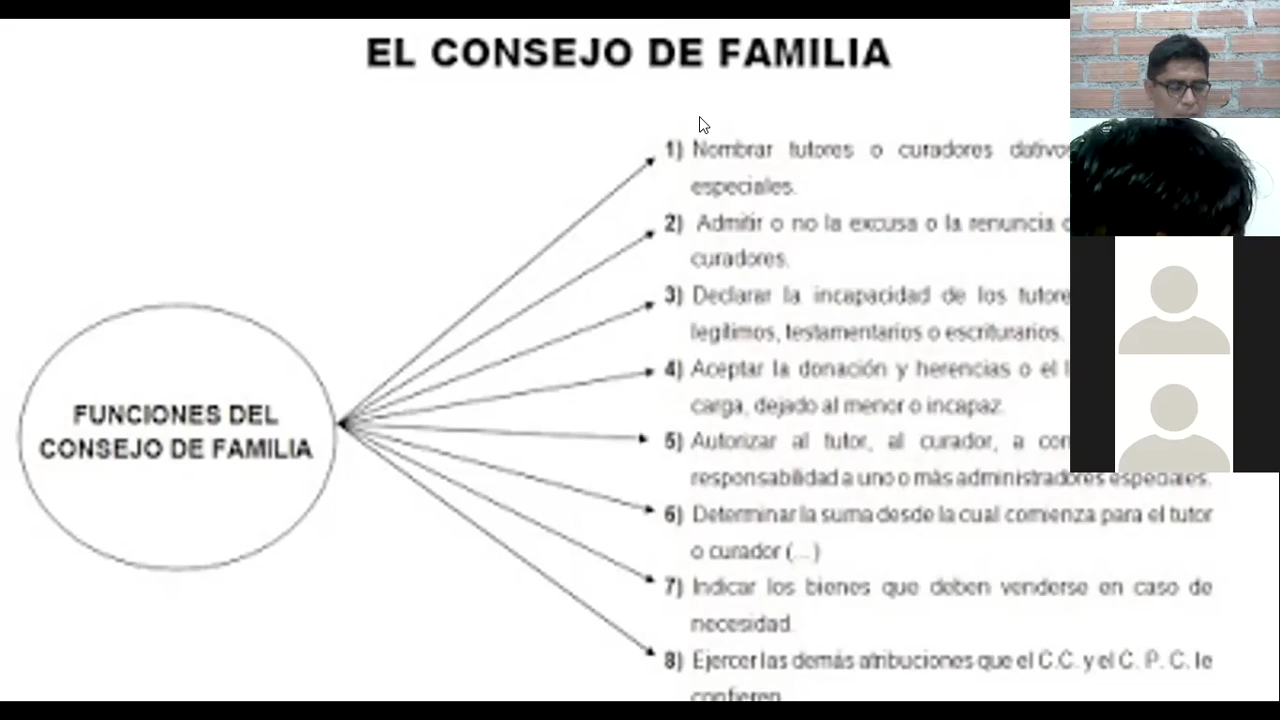 EL CONSEJO DE FAMILIA
1) Nombrar tutores o curadores dativos
especiales.
2) Admitir o no la excusa o la renuncia
curadores.
3) Declarar la incapacidad de los
legítimos, testamentarios o escriturarios.
4) Aceptar la donación y herencias o el
carga, dejado al menor o incapaz.
FUNCIONES DEL
CONSEJO DE FAMILIA
5) Autorizar al tutor, al curador, a
responsabilidad a uno o más administradores especiales.
6) Determinar la suma desde la cual comienza para el tutor
o curador (...)
7) Indicar los bienes que deben venderse en caso de
necesidad.
8) Ejercer las demás atribuciones que el C.C. y el C. P. C. le
confieren